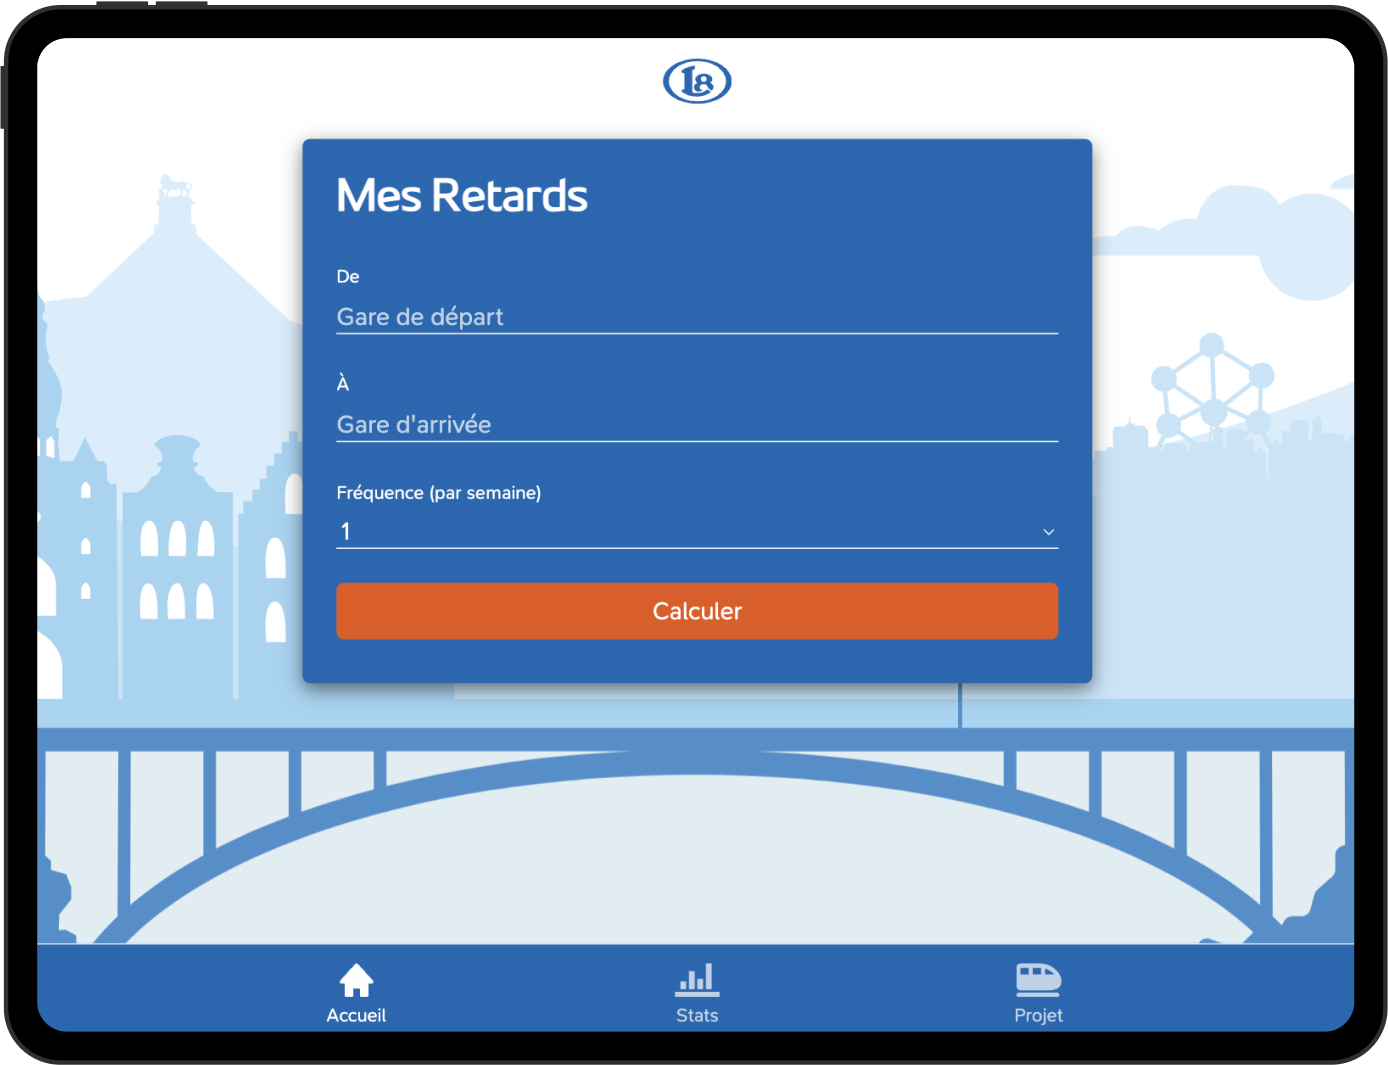 L8
Mes Retards
De
Gare de départ
À
Gare d'arrivée
Fréquence (par semaine)
1
Calculer
Accueil
Stats
Projet